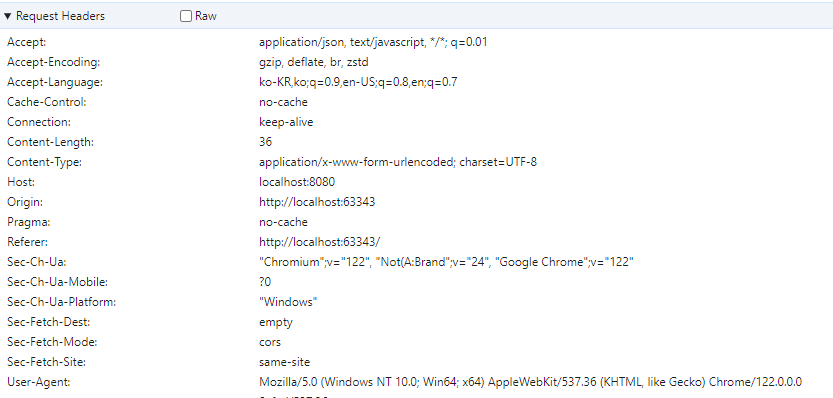 ▼ Request Headers Raw
Accept: application/json, text/javascript, */*; q=0.01
Accept-Encoding: gzip, deflate, br, zstd
Accept-Language: ko-KR,ko;q=0.9,en-US;q=0.8,en;q=0.7
Cache-Control: no-cache
Connection: keep-alive
Content-Length: 36
Content-Type: application/x-www-form-urlencoded; charset=UTF-8
Host: localhost:8080
Origin: http://localhost:63343
Pragma: no-cache
Referer: http://localhost:63343/
Sec-Ch-Ua: "Chromium";v="122", "Not(A:Brand";v="24", "Google Chrome";v="122"
Sec-Ch-Ua-Mobile: ?0
Sec-Ch-Ua-Platform: "Windows"
Sec-Fetch-Dest: empty
Sec-Fetch-Mode: cors
Sec-Fetch-Site: same-site
User-Agent: Mozilla/5.0 (Windows NT 10.0; Win64; x64) AppleWebKit/537.36 (KHTML, like Gecko) Chrome/122.0.0.0